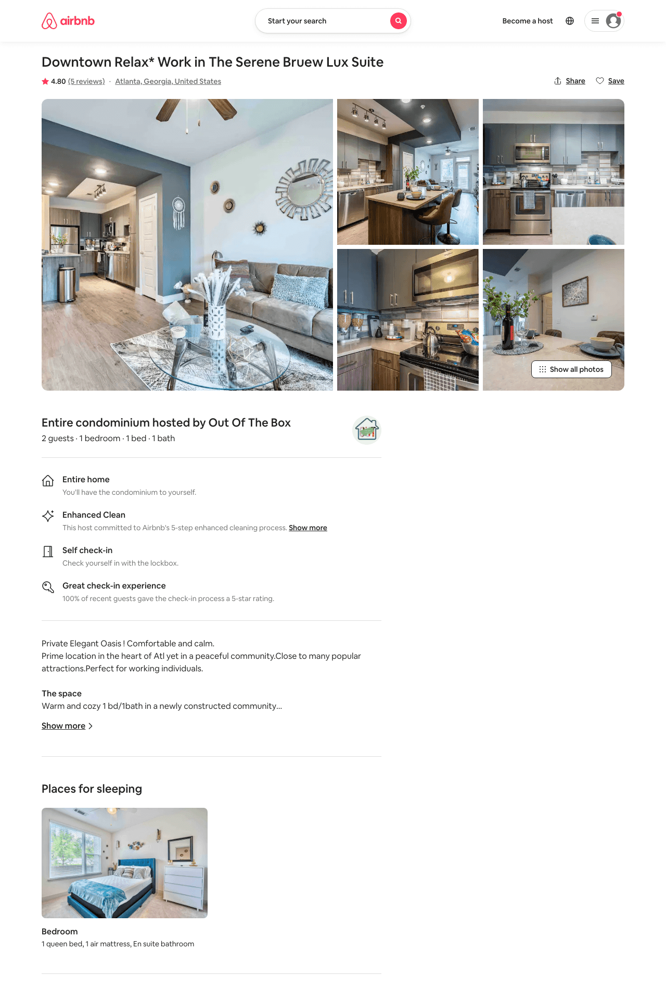 airbnb
Start your search
Become a host
Downtown Relax* Work in The Serene Bruew Lux Suite
4.80 (5 reviews) · Atlanta, Georgia, United States
Share
Save
Show all photos
Entire condominium hosted by Out Of The Box
2 guests · 1 bedroom · 1 bed · 1 bath
Entire home
You’ll have the condominium to yourself.
Enhanced Clean
This host committed to Airbnb's 5-step enhanced cleaning process. Show more
Self check-in
Check yourself in with the lockbox.
Great check-in experience
100% of recent guests gave the check-in process a 5-star rating.
Private Elegant Oasis ! Comfortable and calm.
Prime location in the heart of Atl yet in a peaceful community.Close to many popular
attractions.Perfect for working individuals.
The space
Warm and cozy 1 bd/1bath in a newly constructed community...
Show more
Places for sleeping
Bedroom
1 queen bed, 1 air mattress, En suite bathroom